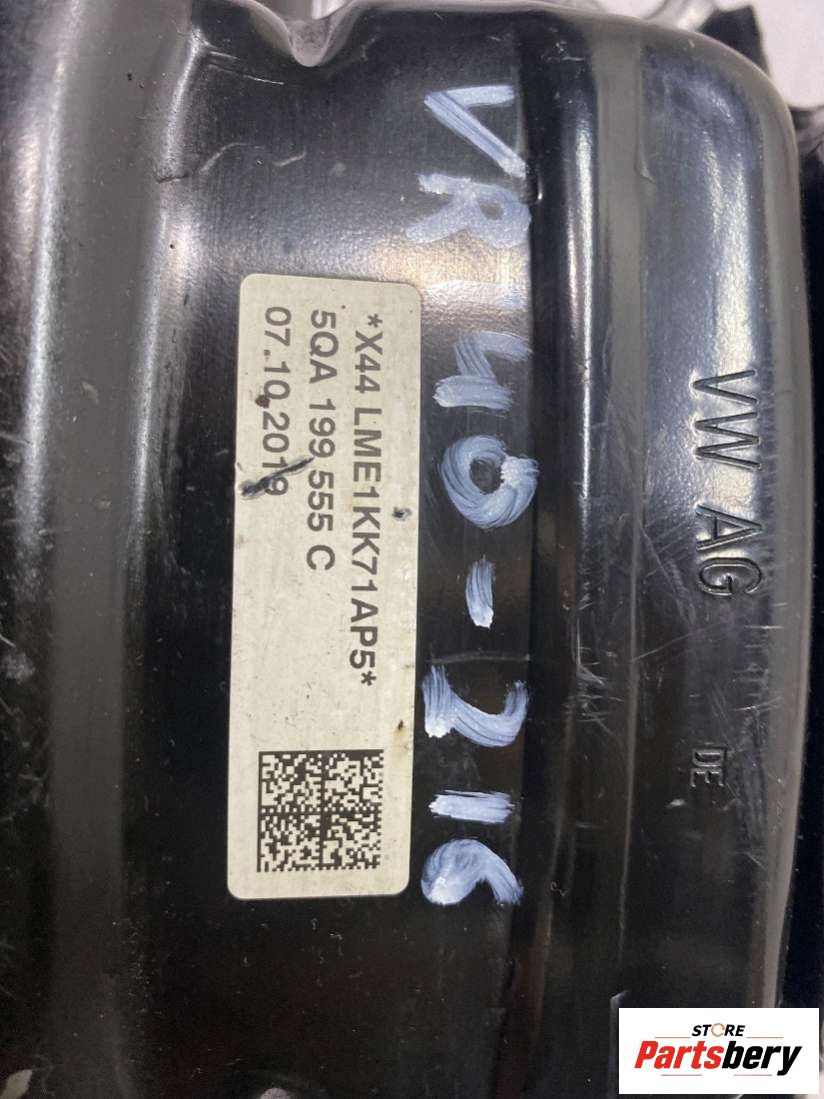 *X44 LME1KK71AP5*
5QA 199 555 C
07.10.2019
VR 40-216
VW AG
DE
STORE
Partsbery